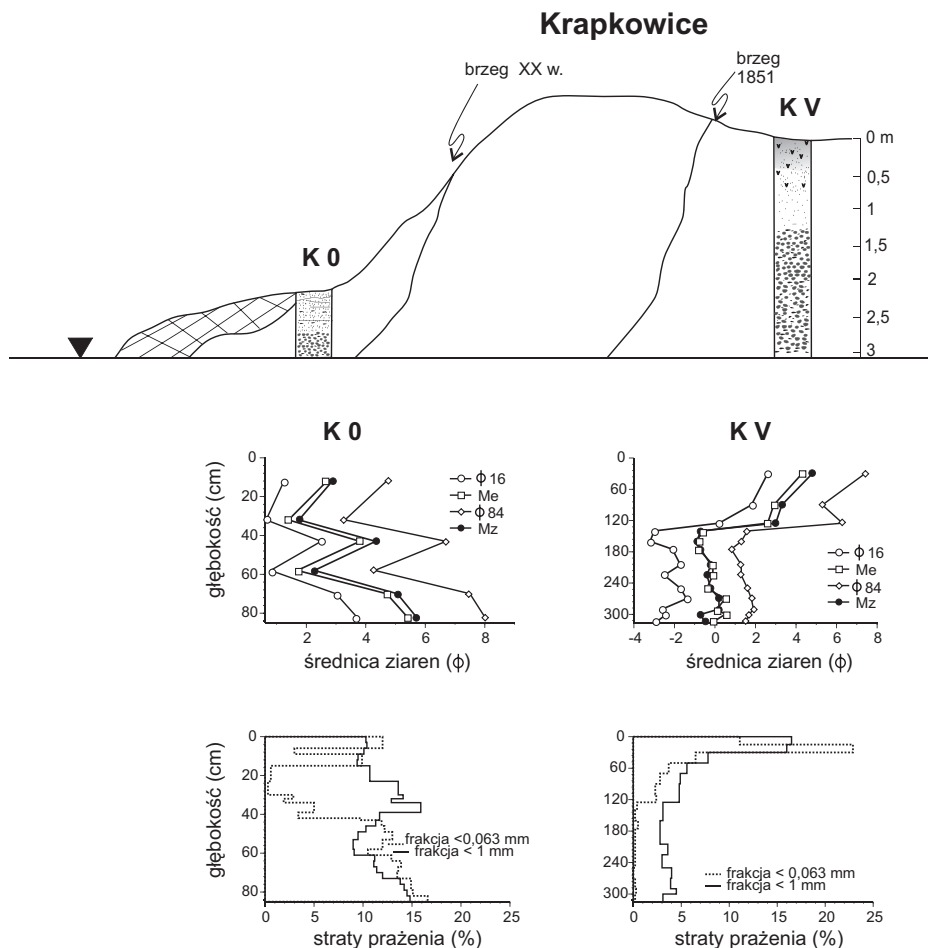 Krapkowice
brzeg XX w.
brzeg
1851
K V
K 0
0 m
0,5
1
1,5
2
2,5
3
K 0
głębokość (cm)
0
20
40
60
80
2
4
6
8
średnica ziaren (ϕ)
ϕ 16
Me
ϕ 84
Mz
K V
0
60
120
180
240
300
-4
-2
0
2
4
6
8
średnica ziaren (ϕ)
ϕ 16
Me
ϕ 84
Mz
głębokość (cm)
0
20
40
60
80
0
5
10
15
20
25
straty prażenia (%)
frakcja <0,063 mm
frakcja < 1 mm
0
60
120
180
240
300
0
5
10
15
20
25
straty prażenia (%)
frakcja < 0,063 mm
frakcja < 1 mm